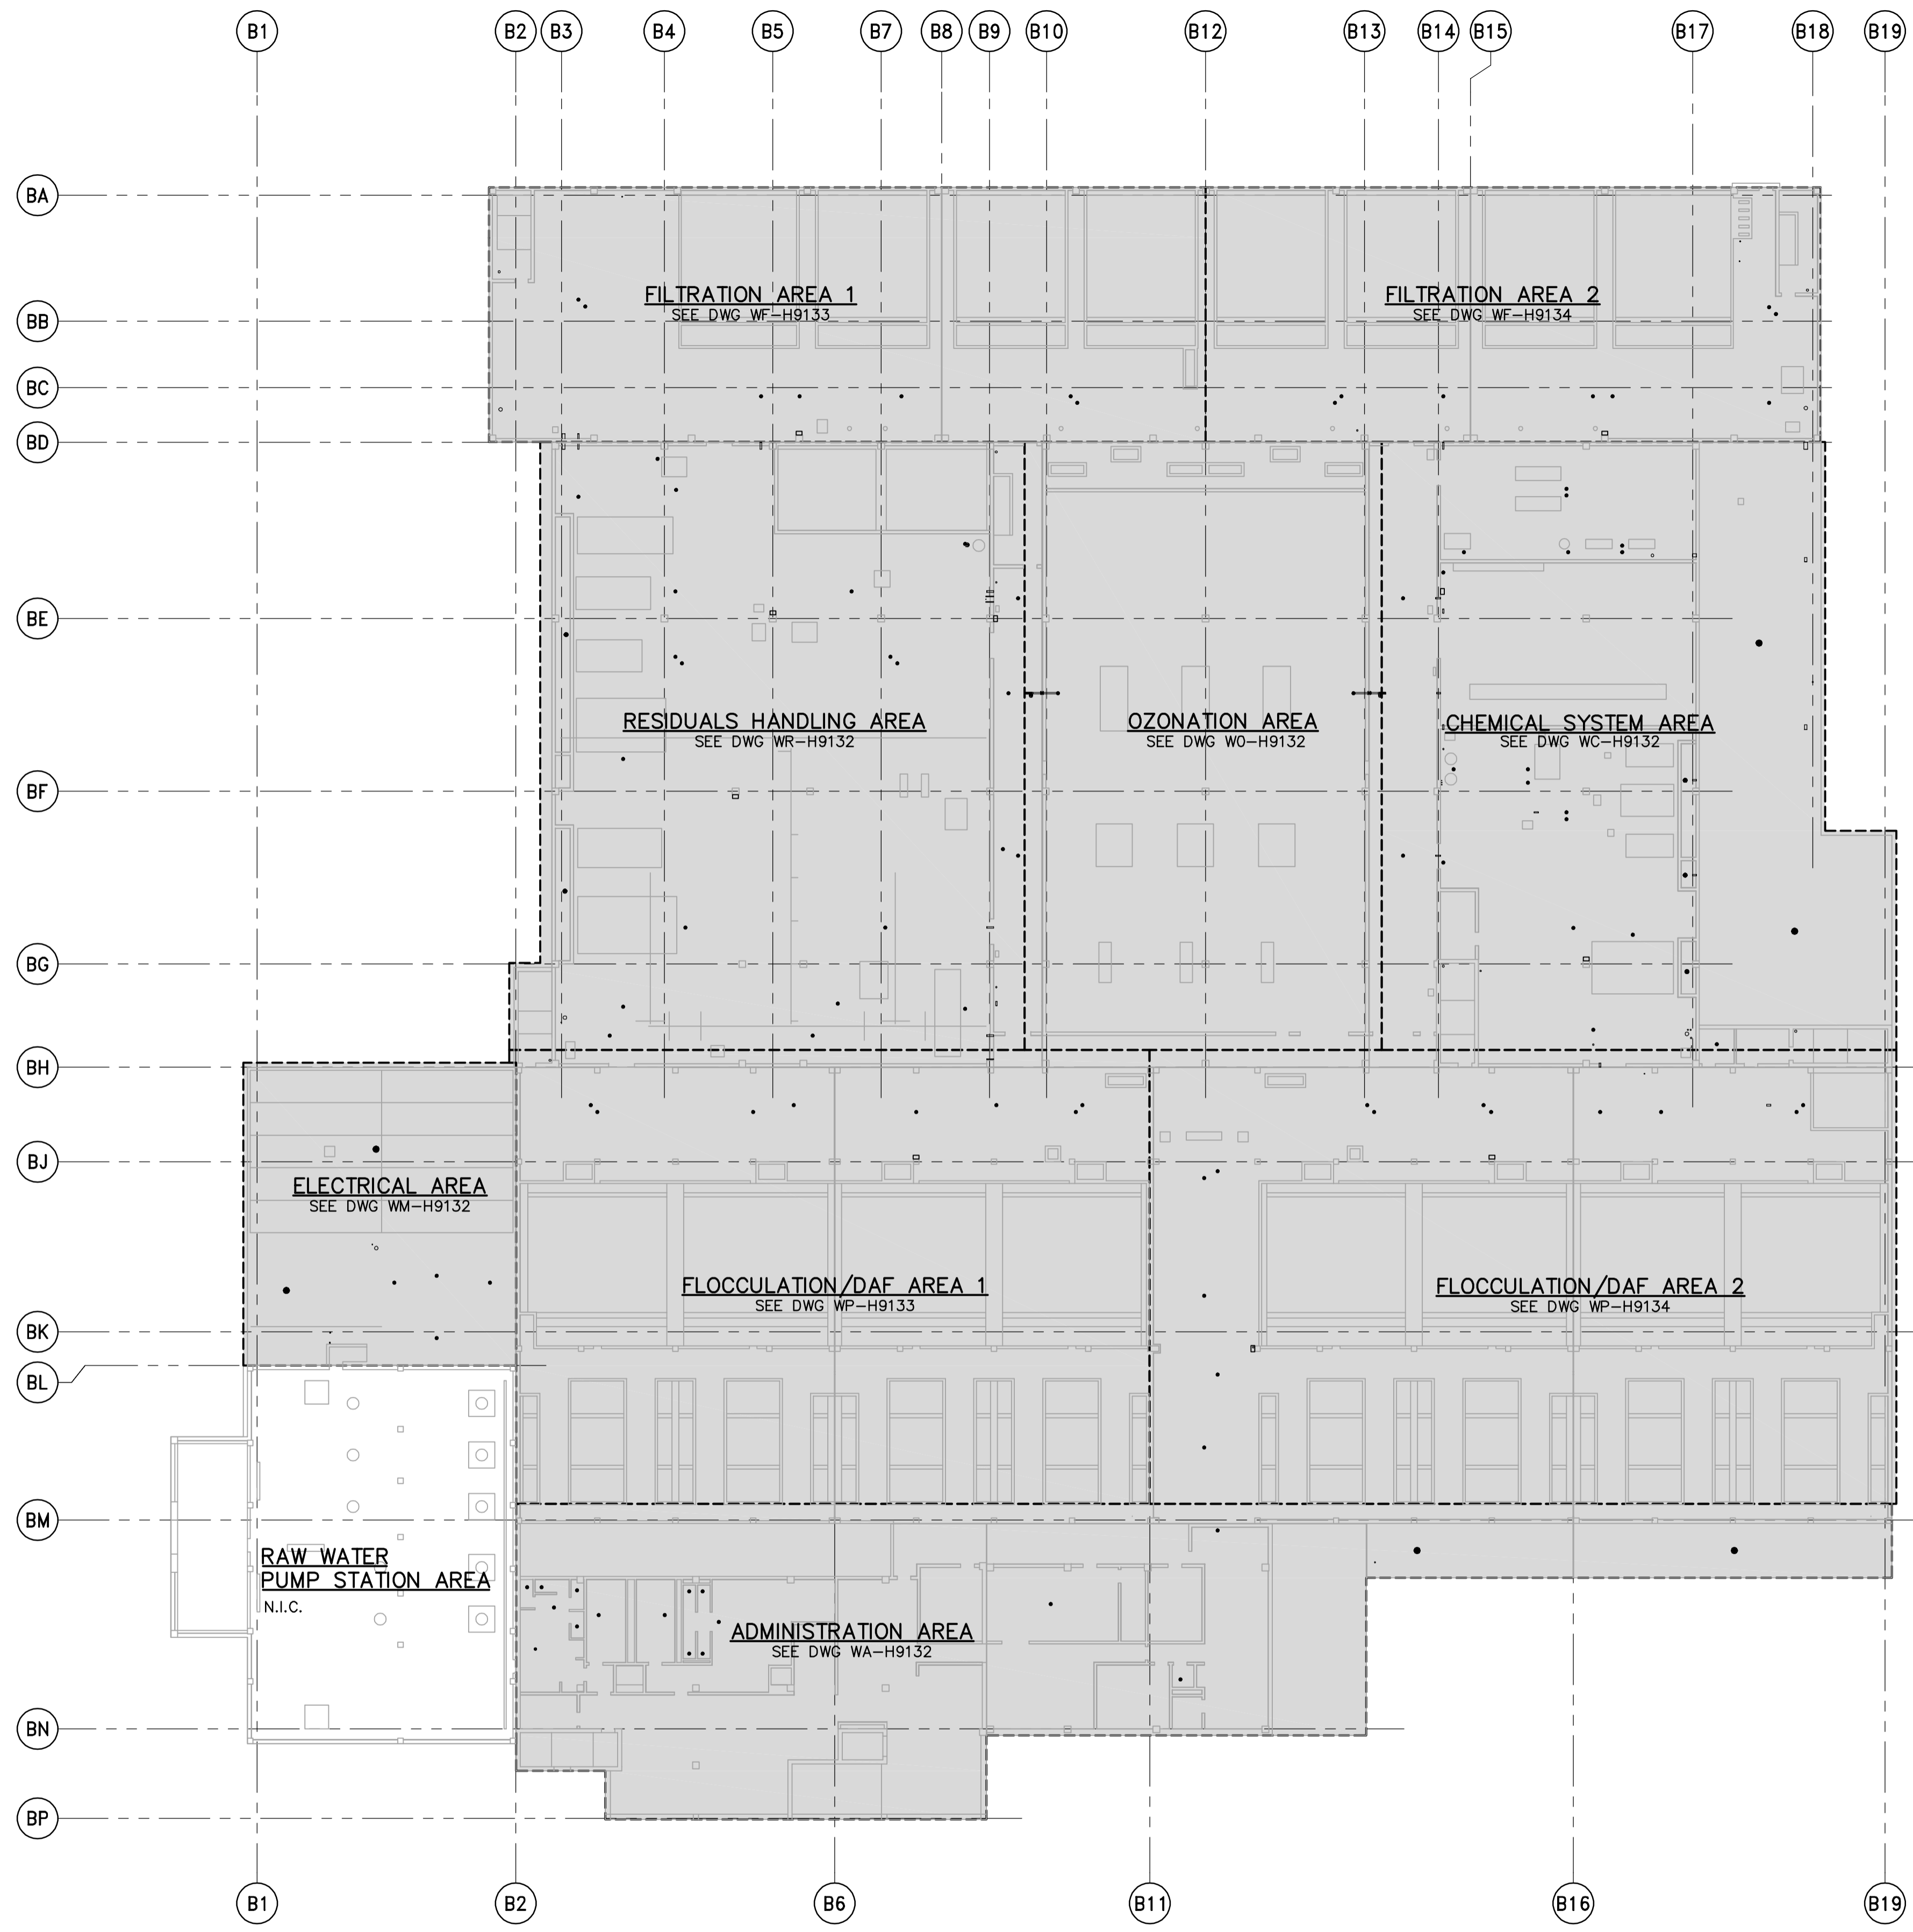 B1 B2 B3 B4 B5 B7 B8 B9 B10 B12 B13 B14 B15 B17 B18 B19
BA
FILTRATION AREA 1
SEE DWG WF-H9133
FILTRATION AREA 2
SEE DWG WF-H9134
BB
BC
BD
BE
RESIDUALS HANDLING AREA
SEE DWG WR-H9132
OZONATION AREA
SEE DWG WO-H9132
CHEMICAL SYSTEM AREA
SEE DWG WC-H9132
BF
BG
BH
BJ
ELECTRICAL AREA
SEE DWG WM-H9132
FLOCCULATION/DAF AREA 1
SEE DWG WP-H9133
FLOCCULATION/DAF AREA 2
SEE DWG WP-H9134
BK
BL
BM
RAW WATER
PUMP STATION AREA
N.I.C.
ADMINISTRATION AREA
SEE DWG WA-H9132
BN
BP
B1 B2 B6 B11 B16 B19